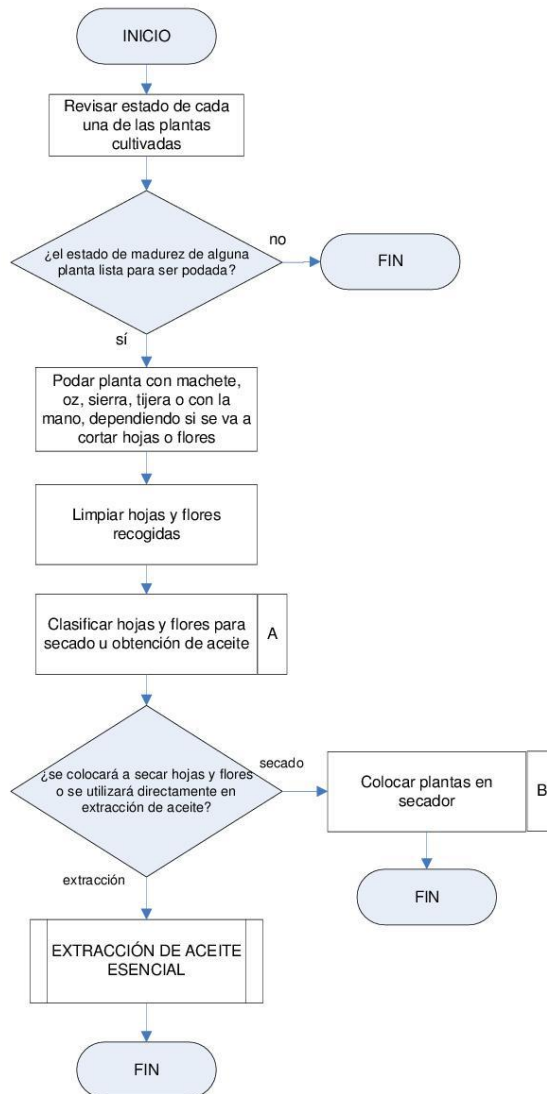 INICIO
Revisar estado de cada
una de las plantas
cultivadas
¿el estado de madurez de alguna
planta lista para ser podada?
no
FIN
sí
Podar planta con machete,
oz, sierra, tijera o con la
mano, dependiendo si se va a
cortar hojas o flores
Limpiar hojas y flores
recogidas
Clasificar hojas y flores para
secado u obtención de aceite
A
¿se colocará a secar hojas y flores
o se utilizará directamente en
extracción de aceite?
secado
Colocar plantas en
secador
B
FIN
extracción
EXTRACCIÓN DE ACEITE
ESENCIAL
FIN